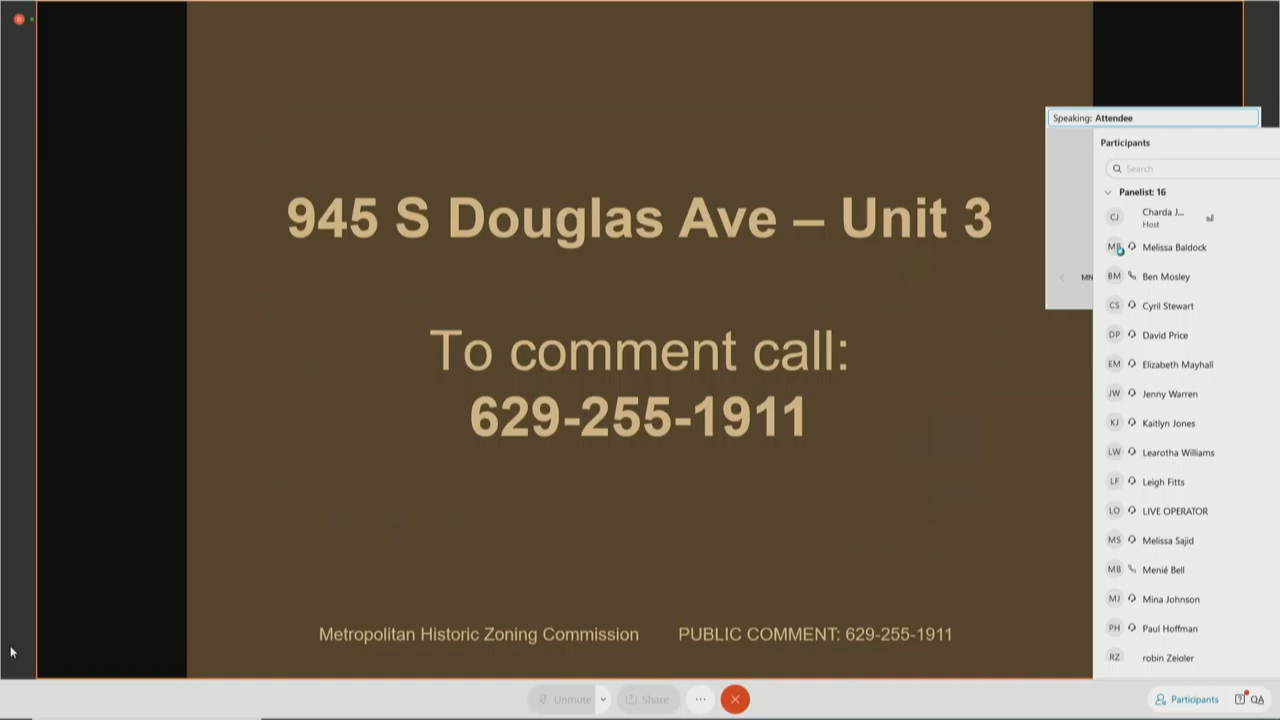 945 S Douglas Ave – Unit 3
To comment call:
629-255-1911
Metropolitan Historic Zoning Commission PUBLIC COMMENT: 629-255-1911
Speaking: Attendee
Participants
Search
Panelist: 16
CJ Charda J...
Host
MB Melissa Baldock
BM Ben Mosley
MN
CS Cyril Stewart
DP David Price
EM Elizabeth Mayhall
JW Jenny Warren
KJ Kaitlyn Jones
LW Learotha Williams
LF Leigh Fitts
LO LIVE OPERATOR
MS Melissa Sajid
MB Menié Bell
MJ Mina Johnson
PH Paul Hoffman
RZ robin Zeigler
Unmute
Share
Participants
QA